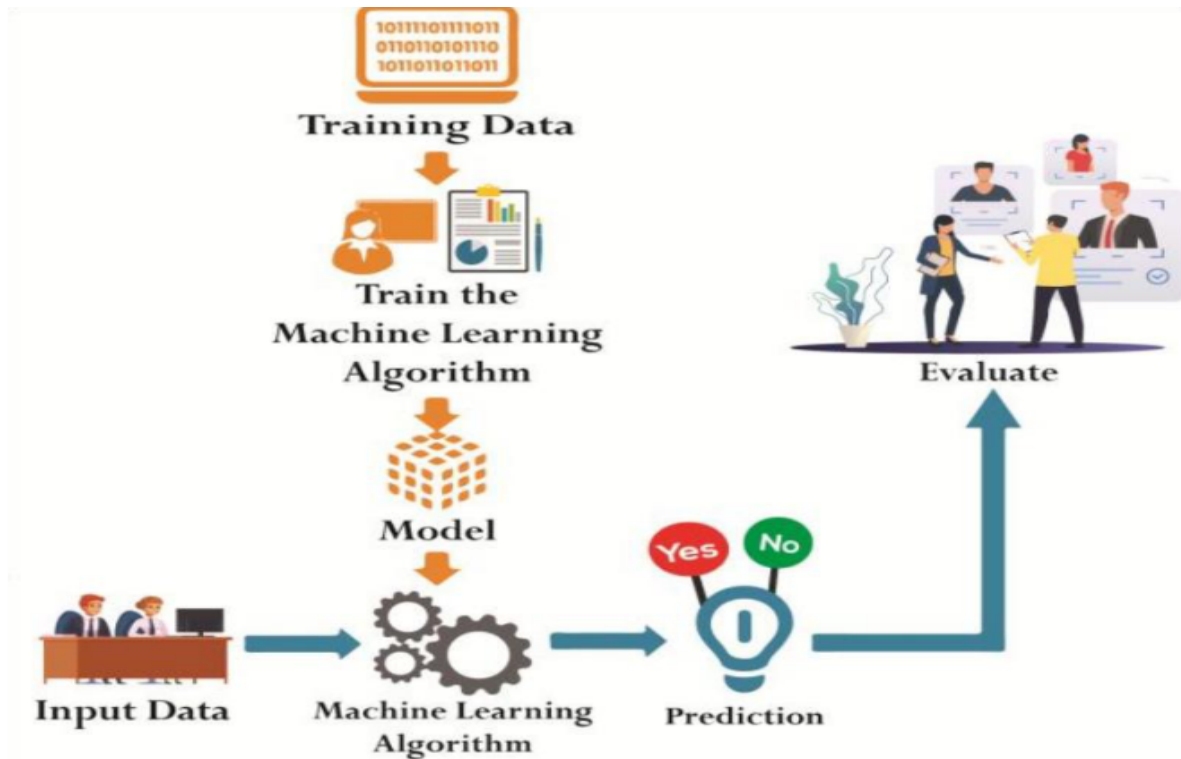 10111101111011
0110110101110
1011011011011
Training Data
Train the
Machine Learning
Algorithm
Model
Yes
No
Input Data
Machine Learning
Algorithm
Prediction
Evaluate